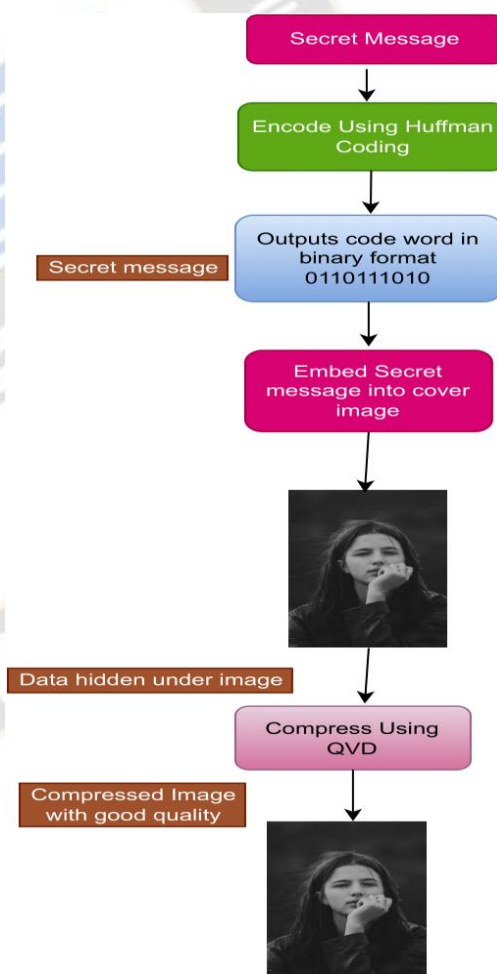 Secret Message
Encode Using Huffman
Coding
Outputs code word in
binary format
0110111010
Secret message
Embed Secret
message into cover
image
Data hidden under image
Compress Using
QVD
Compressed Image
with good quality